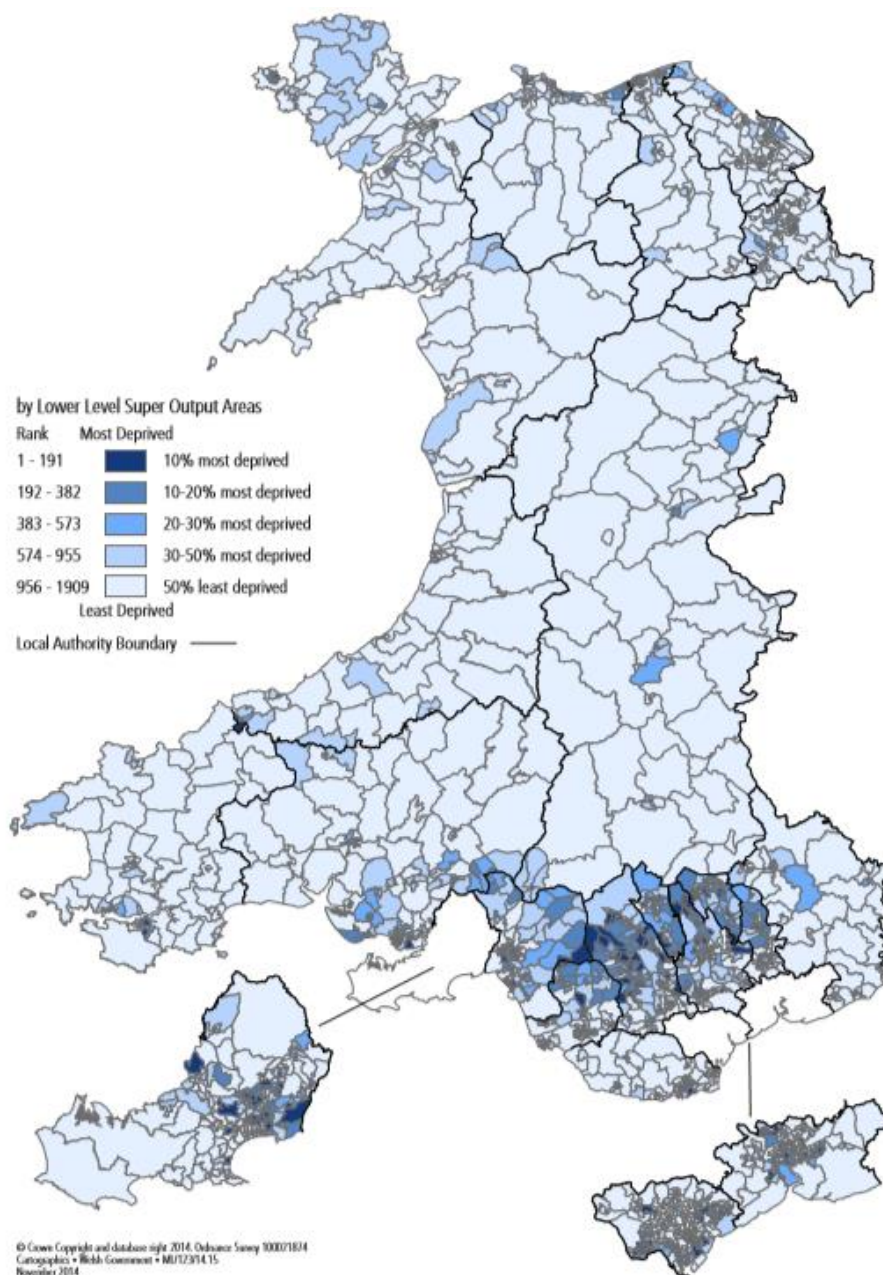 by Lower Level Super Output Areas
Rank Most Deprived
1 - 191 10% most deprived
192 - 382 10-20% most deprived
383 - 573 20-30% most deprived
574 - 955 30-50% most deprived
956 - 1909 50% least deprived
Least Deprived
Local Authority Boundary
© Crown Copyright and database right 2014. Ordnance Survey 100021874
Cartographics • Welsh Government • MU/123/14.15
November 2014